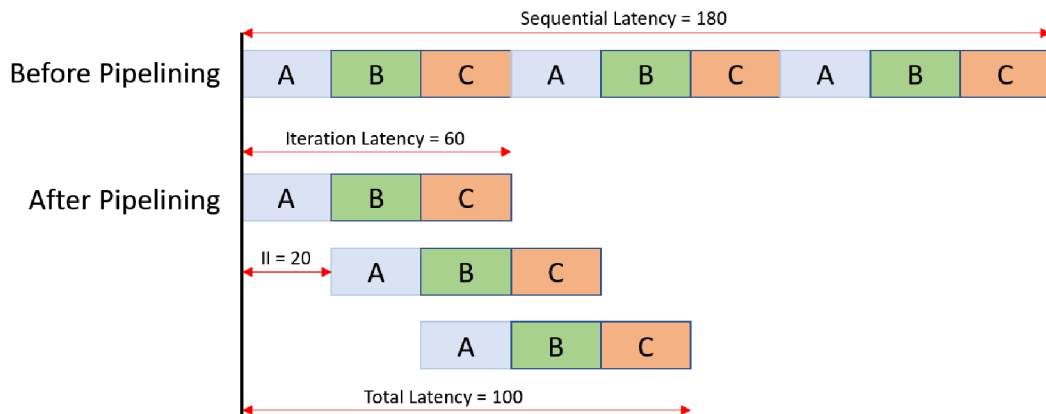 Sequential Latency = 180
Before Pipelining A B C A B C A B C
Iteration Latency = 60
After Pipelining A B C
II = 20 A B C
A B C
Total Latency = 100